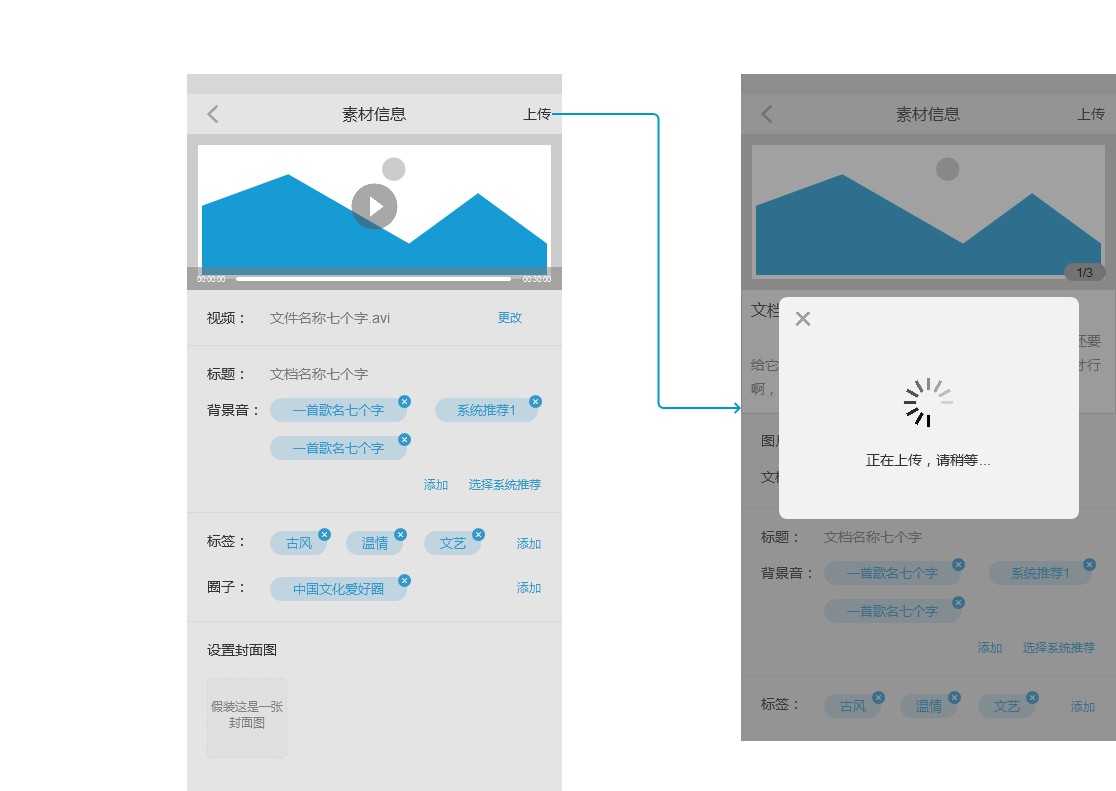 素材信息 上传
00:00:00 00:30:00
视频： 文件名称七个字.avi 更改
标题： 文档名称七个字
背景音： 一首歌名七个字 系统推荐1
一首歌名七个字
添加 选择系统推荐
标签： 古风 温情 文艺 添加
圈子： 中国文化爱好圈 添加
设置封面图
假装这是一张
封面图
素材信息 上传
1/3
文档
还要
给它 才行
啊，
正在上传，请稍等...
图片
文档
标题： 文档名称七个字
背景音： 一首歌名七个字 系统推荐1
一首歌名七个字
添加 选择系统推荐
标签： 古风 温情 文艺 添加